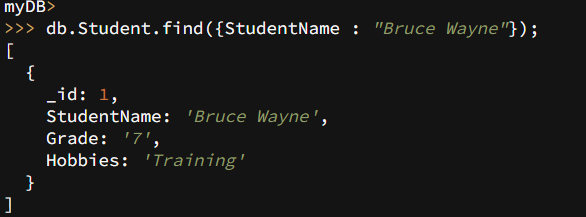 myDB>
>>> db.Student.find({StudentName : "Bruce Wayne"});
[
  {
    _id: 1,
    StudentName: 'Bruce Wayne',
    Grade: '7',
    Hobbies: 'Training'
  }
]